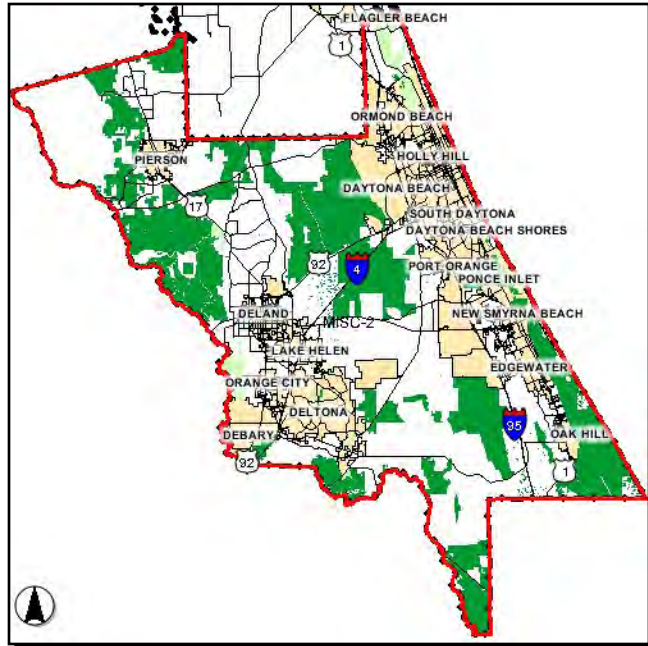 FLAGLER BEACH
1
ORMOND BEACH
HOLLY HILL
PIERSON
DAYTONA BEACH
17
SOUTH DAYTONA
DAYTONA BEACH SHORES
92
4
PORT ORANGE
PONCE INLET
DELAND
NEW SMYRNA BEACH
MISC-2
LAKE HELEN
EDGEWATER
ORANGE CITY
DELTONA
95
DEBARY
OAK HILL
92
1